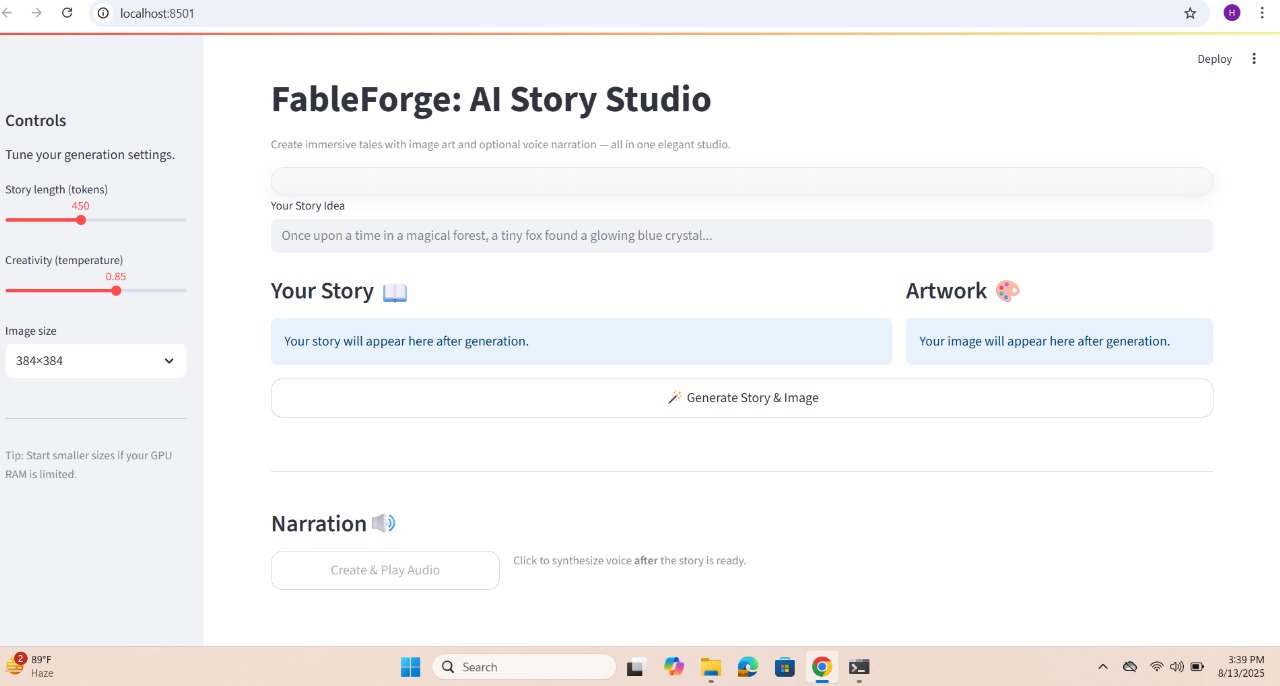 localhost:8501
H
Deploy
Controls
Tune your generation settings.
Story length (tokens)
450
Creativity (temperature)
0.85
Image size
384×384
Tip: Start smaller sizes if your GPU
RAM is limited.
FableForge: AI Story Studio
Create immersive tales with image art and optional voice narration — all in one elegant studio.
Your Story Idea
Once upon a time in a magical forest, a tiny fox found a glowing blue crystal...
Your Story 📖
Artwork 🎨
Your story will appear here after generation.
Your image will appear here after generation.
🪄 Generate Story & Image
Narration 🔊
Create & Play Audio
Click to synthesize voice after the story is ready.
2
89°F
Haze
Search
3:39 PM
8/13/2025